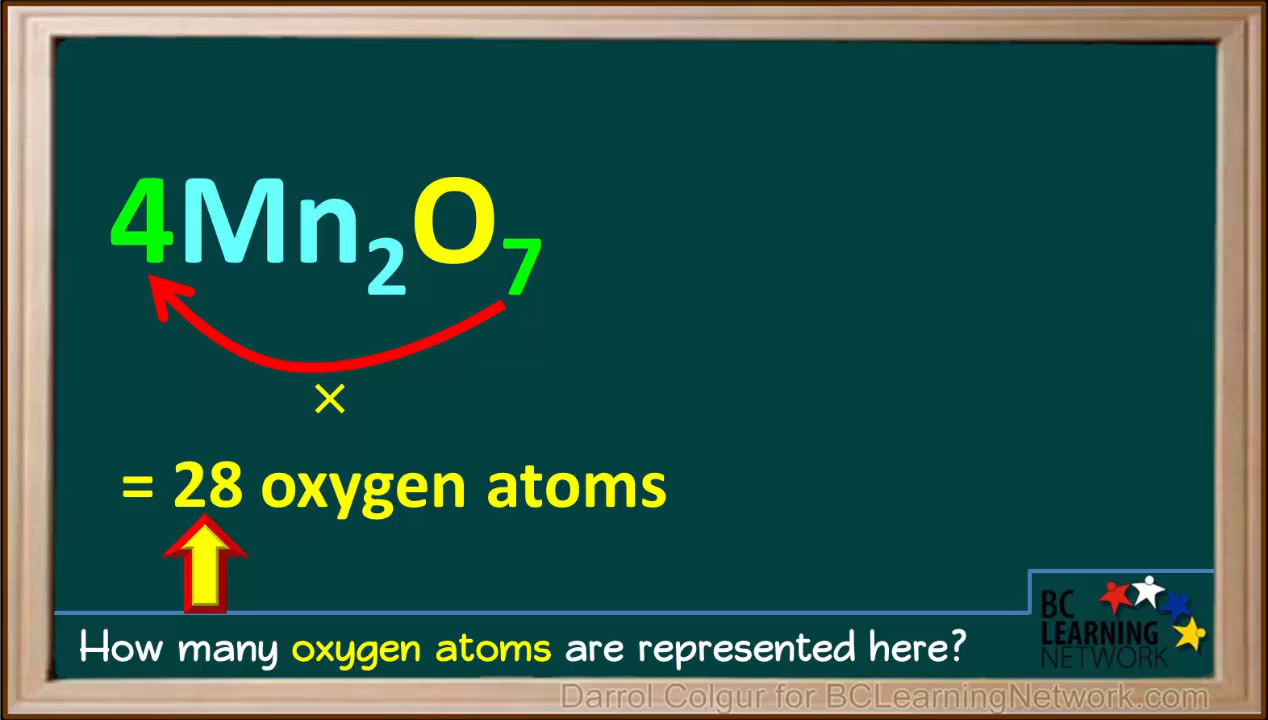 4Mn₂O₇
×
= 28 oxygen atoms
How many oxygen atoms are represented here?
BC
LEARNING
NETWORK
Darrol Colgur for BCLearningNetwork.com